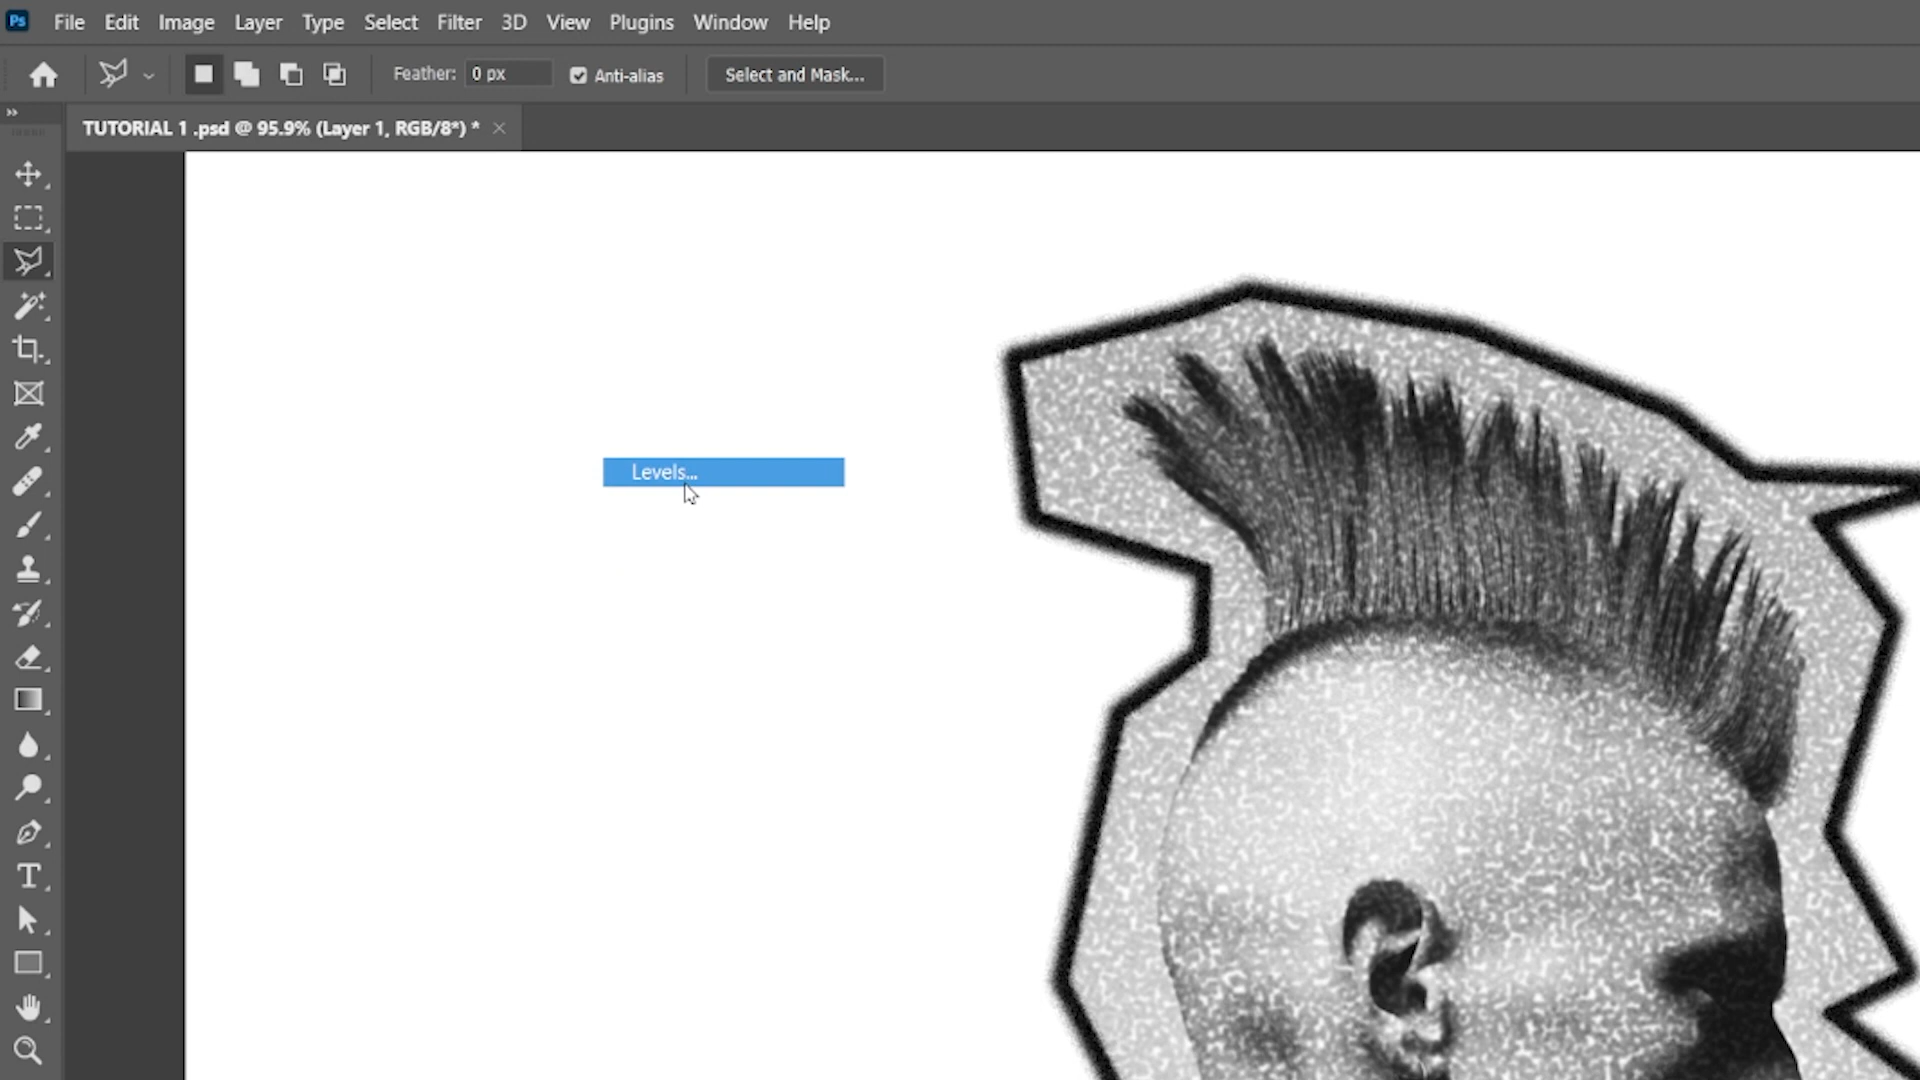 Ps File Edit Image Layer Type Select Filter 3D View Plugins Window Help
Feather: 0 px Anti-alias Select and Mask...
TUTORIAL 1 .psd @ 95.9% (Layer 1, RGB/8*) *
Levels...